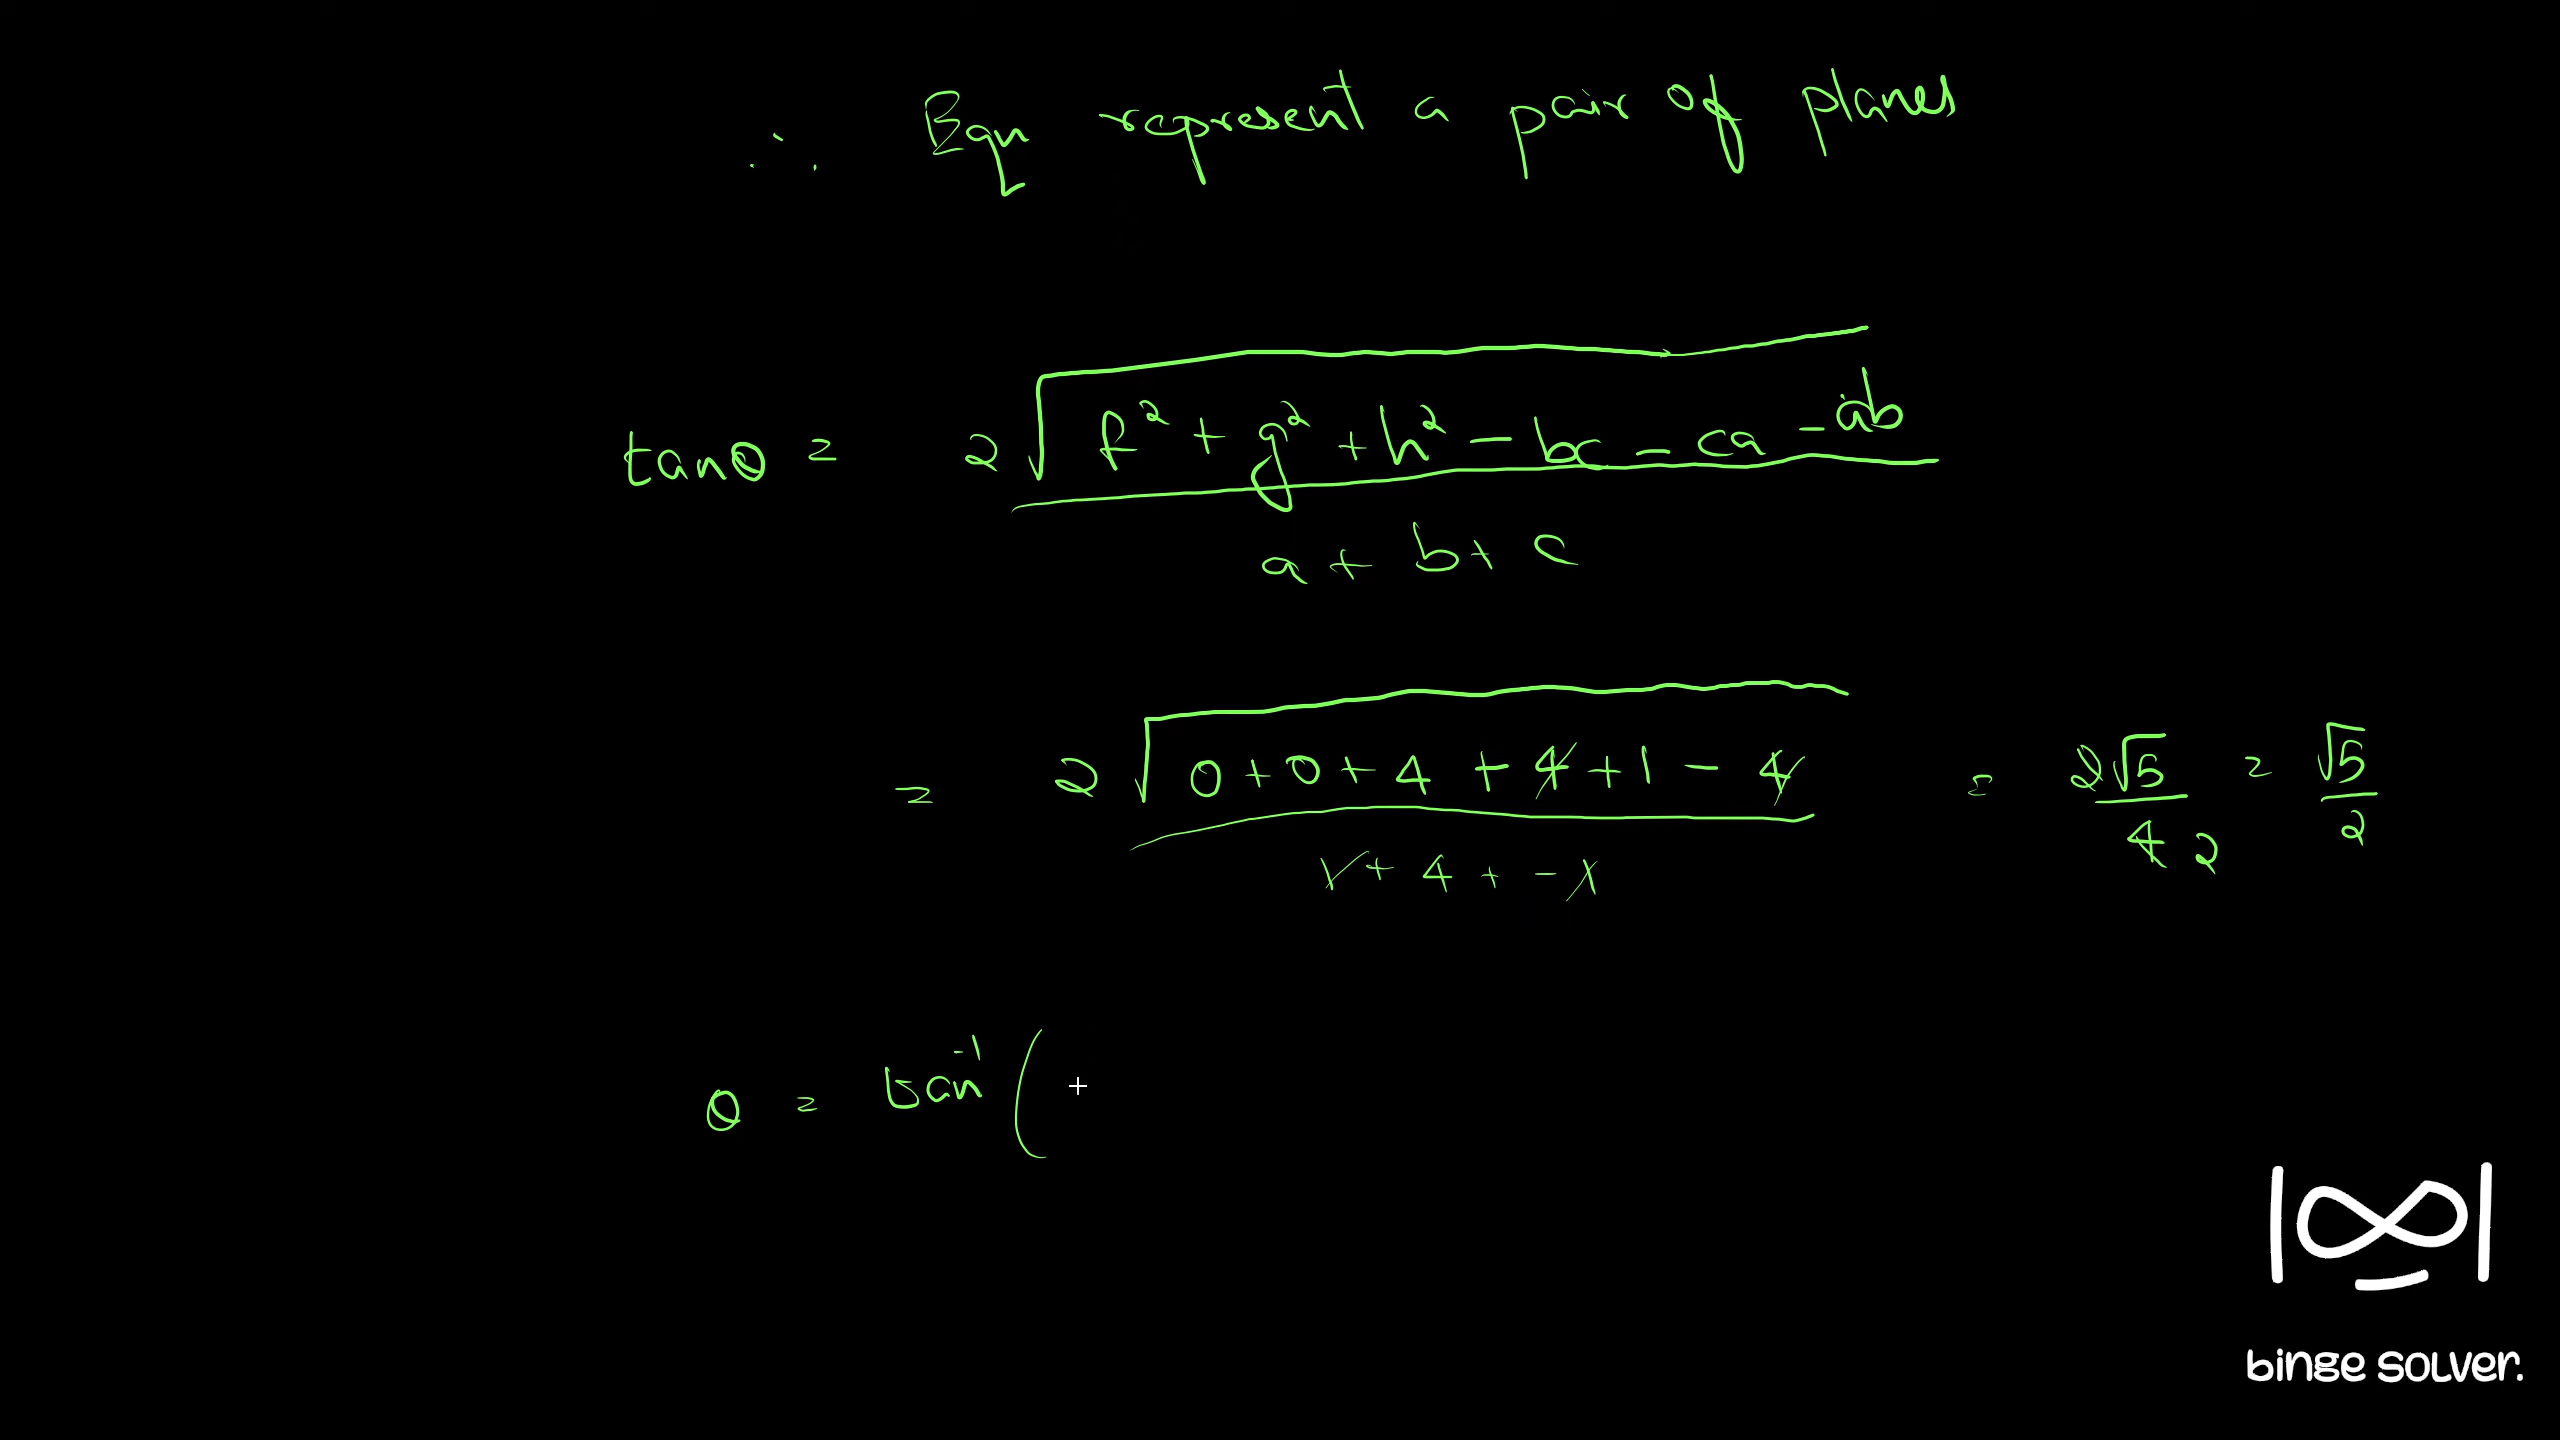 ∴ Eqn represent a pair of planes
tanθ = 2√(f² + g² + h² - bc - ca - ab) / (a + b + c)
= 2√(0 + 0 + 4 + 4 + 1 - 4) / (1 + 4 + -1) = 2√5 / 4 2 = √5 / 2
θ = tan⁻¹ (
binge solver.